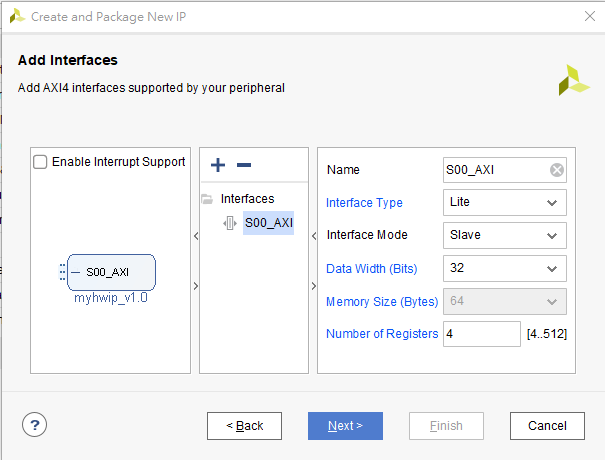 Create and Package New IP
Add Interfaces
Add AXI4 interfaces supported by your peripheral
Enable Interrupt Support
S00_AXI
myhwip_v1.0
Interfaces
S00_AXI
Name S00_AXI
Interface Type Lite
Interface Mode Slave
Data Width (Bits) 32
Memory Size (Bytes) 64
Number of Registers 4 [4..512]
? < Back Next > Finish Cancel